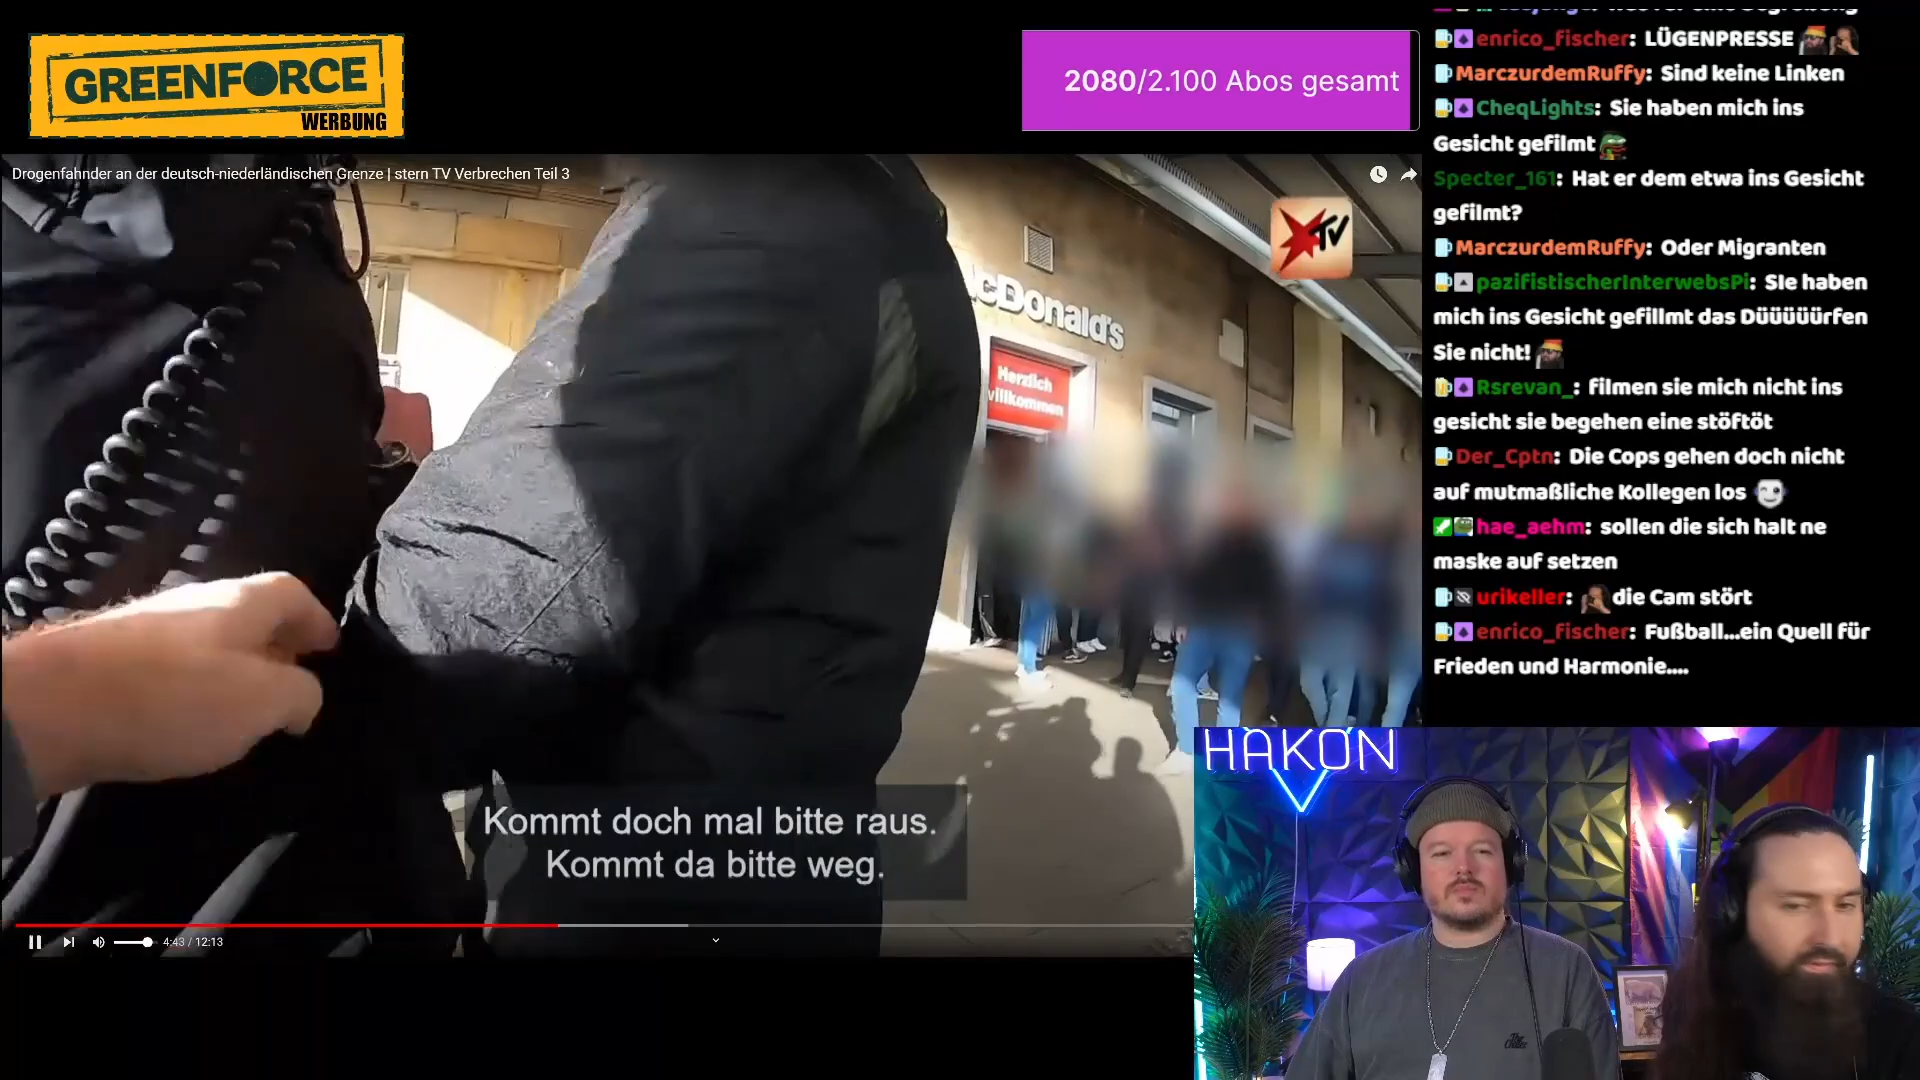 GREENFORCE
WERBUNG
2080/2.100 Abos gesamt
Drogenfahnder an der deutsch-niederländischen Grenze | stern TV Verbrechen Teil 3
TV
cDonald's
Herzlich
willkommen
Kommt doch mal bitte raus.
Kommt da bitte weg.
4:43 / 12:13
enrico_fischer: LÜGENPRESSE
MarczurdemRuffy: Sind keine Linken
CheqLights: Sie haben mich ins
Gesicht gefilmt
Specter_161: Hat er dem etwa ins Gesicht
gefilmt?
MarczurdemRuffy: Oder Migranten
pazifistischerInterwebsPi: SIe haben
mich ins Gesicht gefillmt das Düüüüürfen
Sie nicht!
Rsrevan_: filmen sie mich nicht ins
gesicht sie begehen eine stöftöt
Der_Cptn: Die Cops gehen doch nicht
auf mutmaßliche Kollegen los
hae_aehm: sollen die sich halt ne
maske auf setzen
urikeller: die Cam stört
enrico_fischer: Fußball...ein Quell für
Frieden und Harmonie....
HAKON